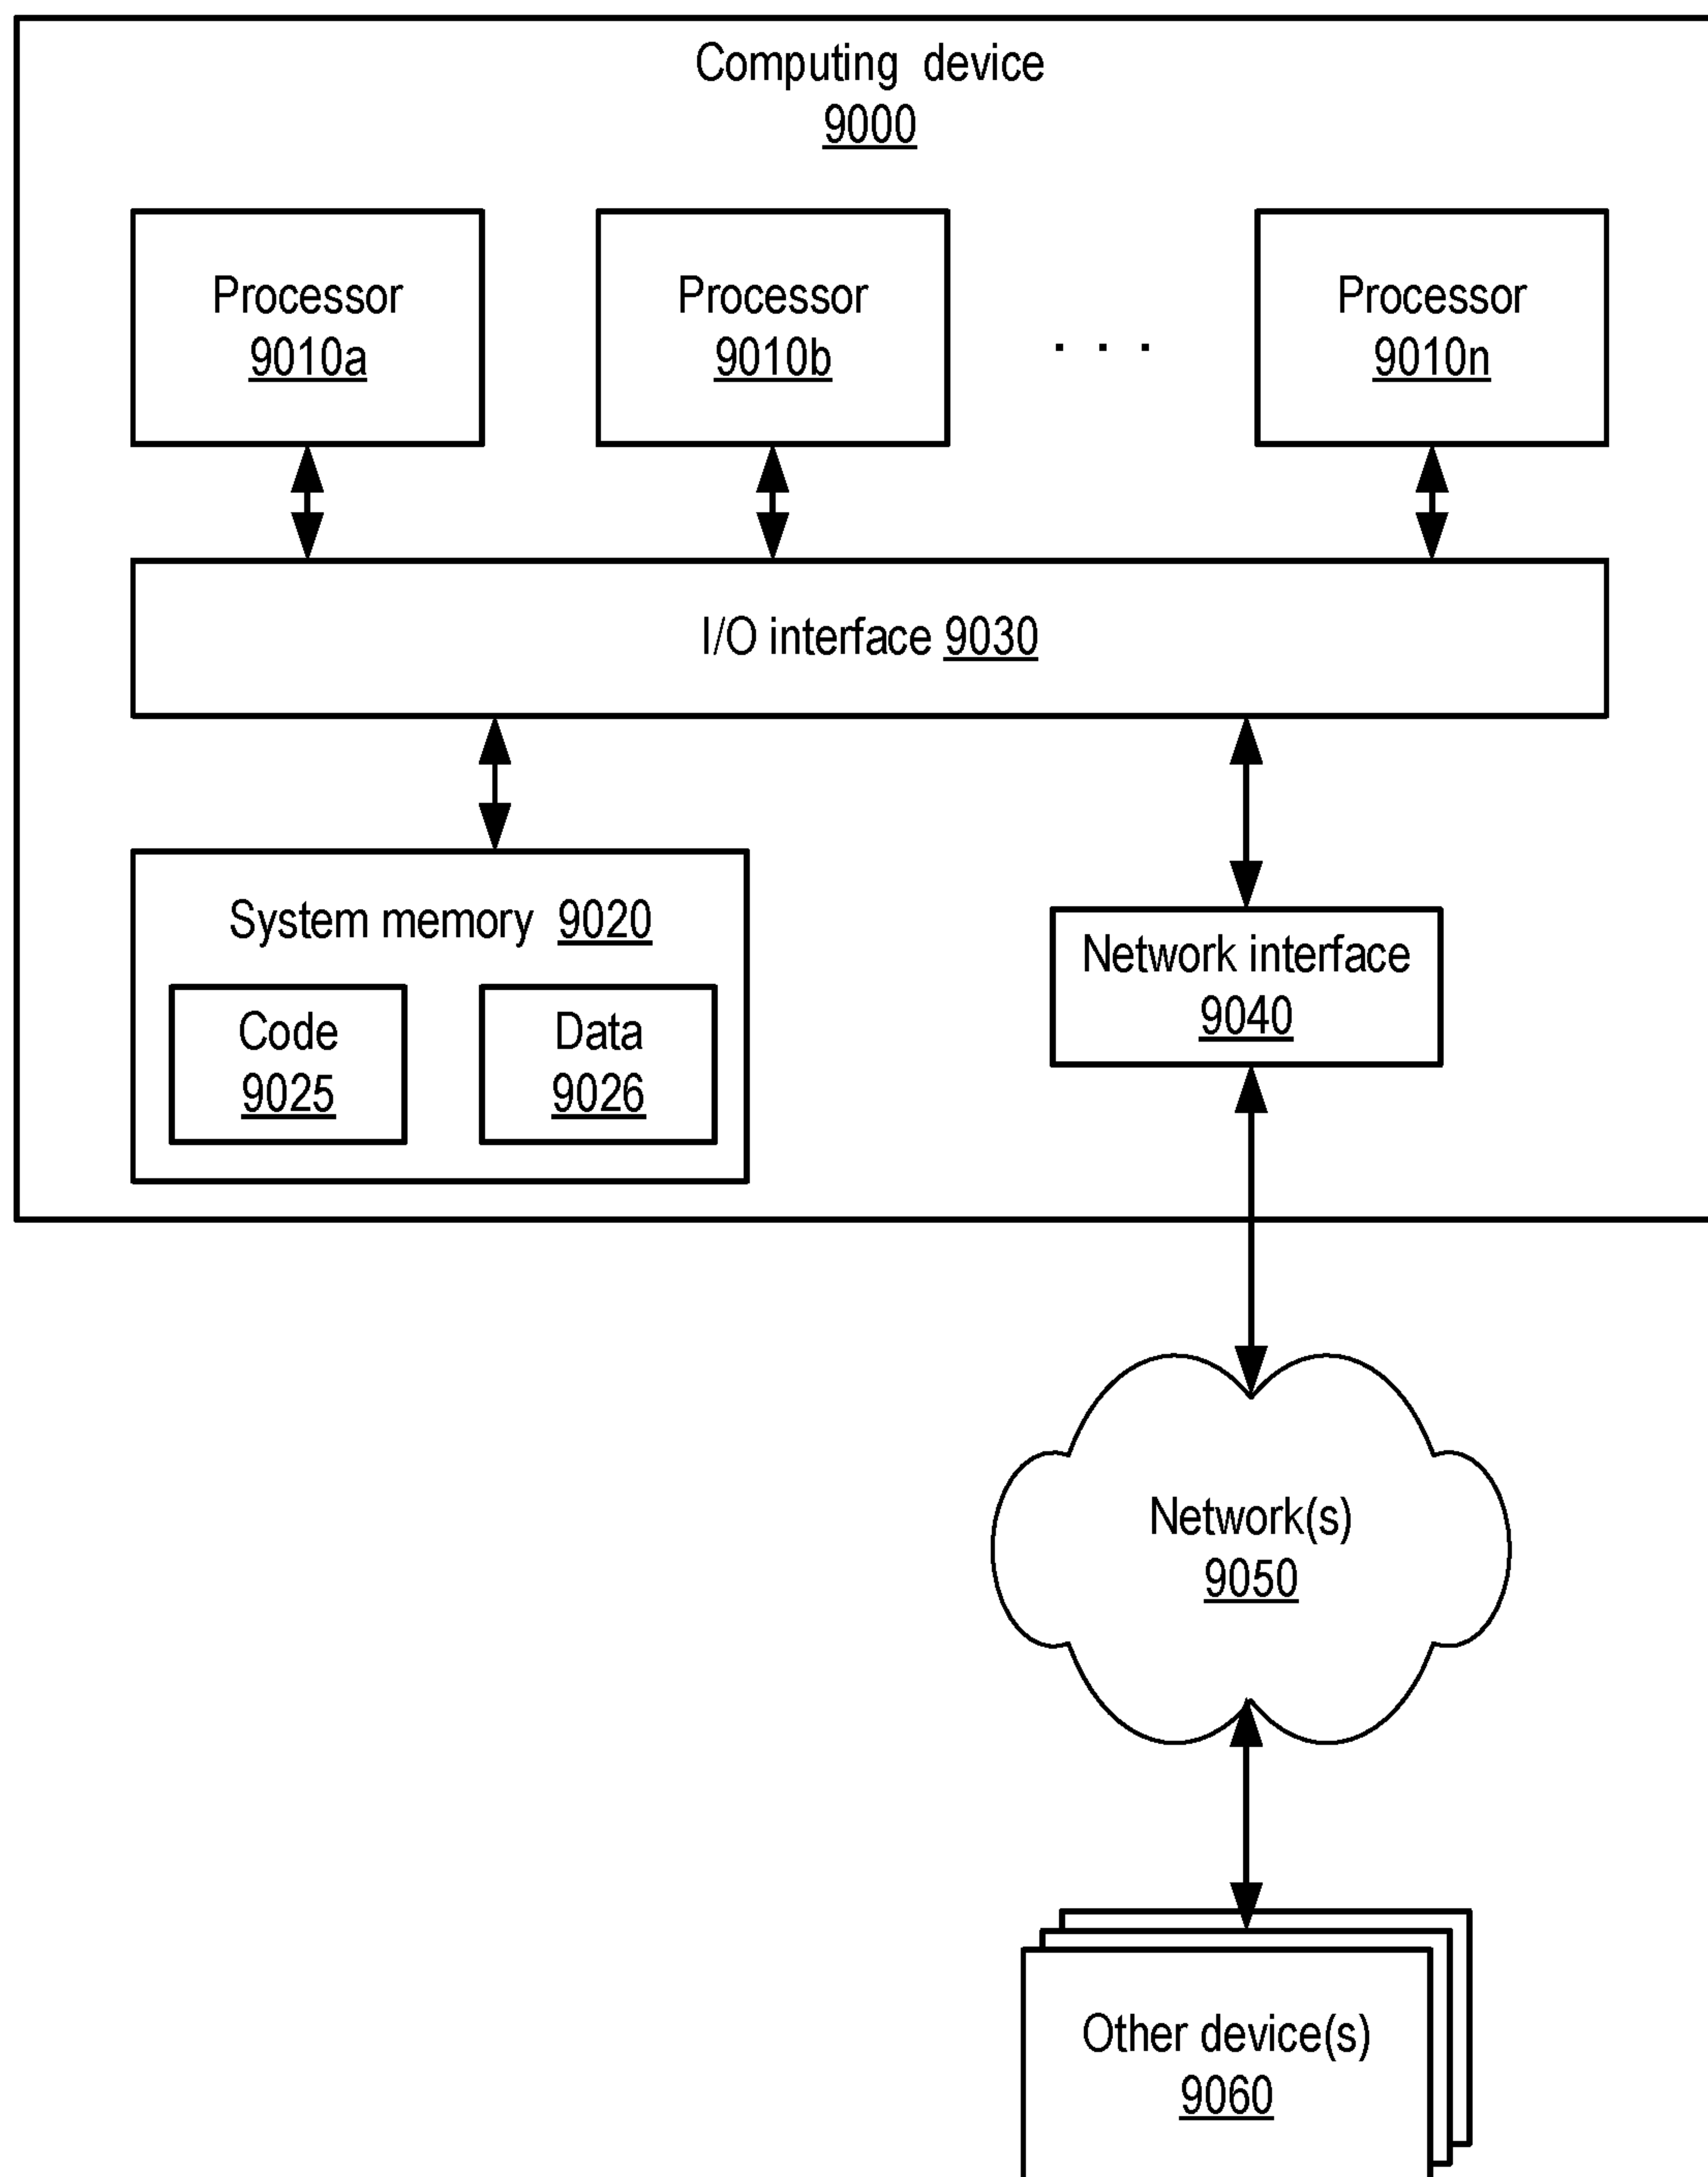 Computing device
9000
Processor
9010a
Processor
9010b
. . .
Processor
9010n
I/O interface 9030
System memory 9020
Code
9025
Data
9026
Network interface
9040
Network(s)
9050
Other device(s)
9060